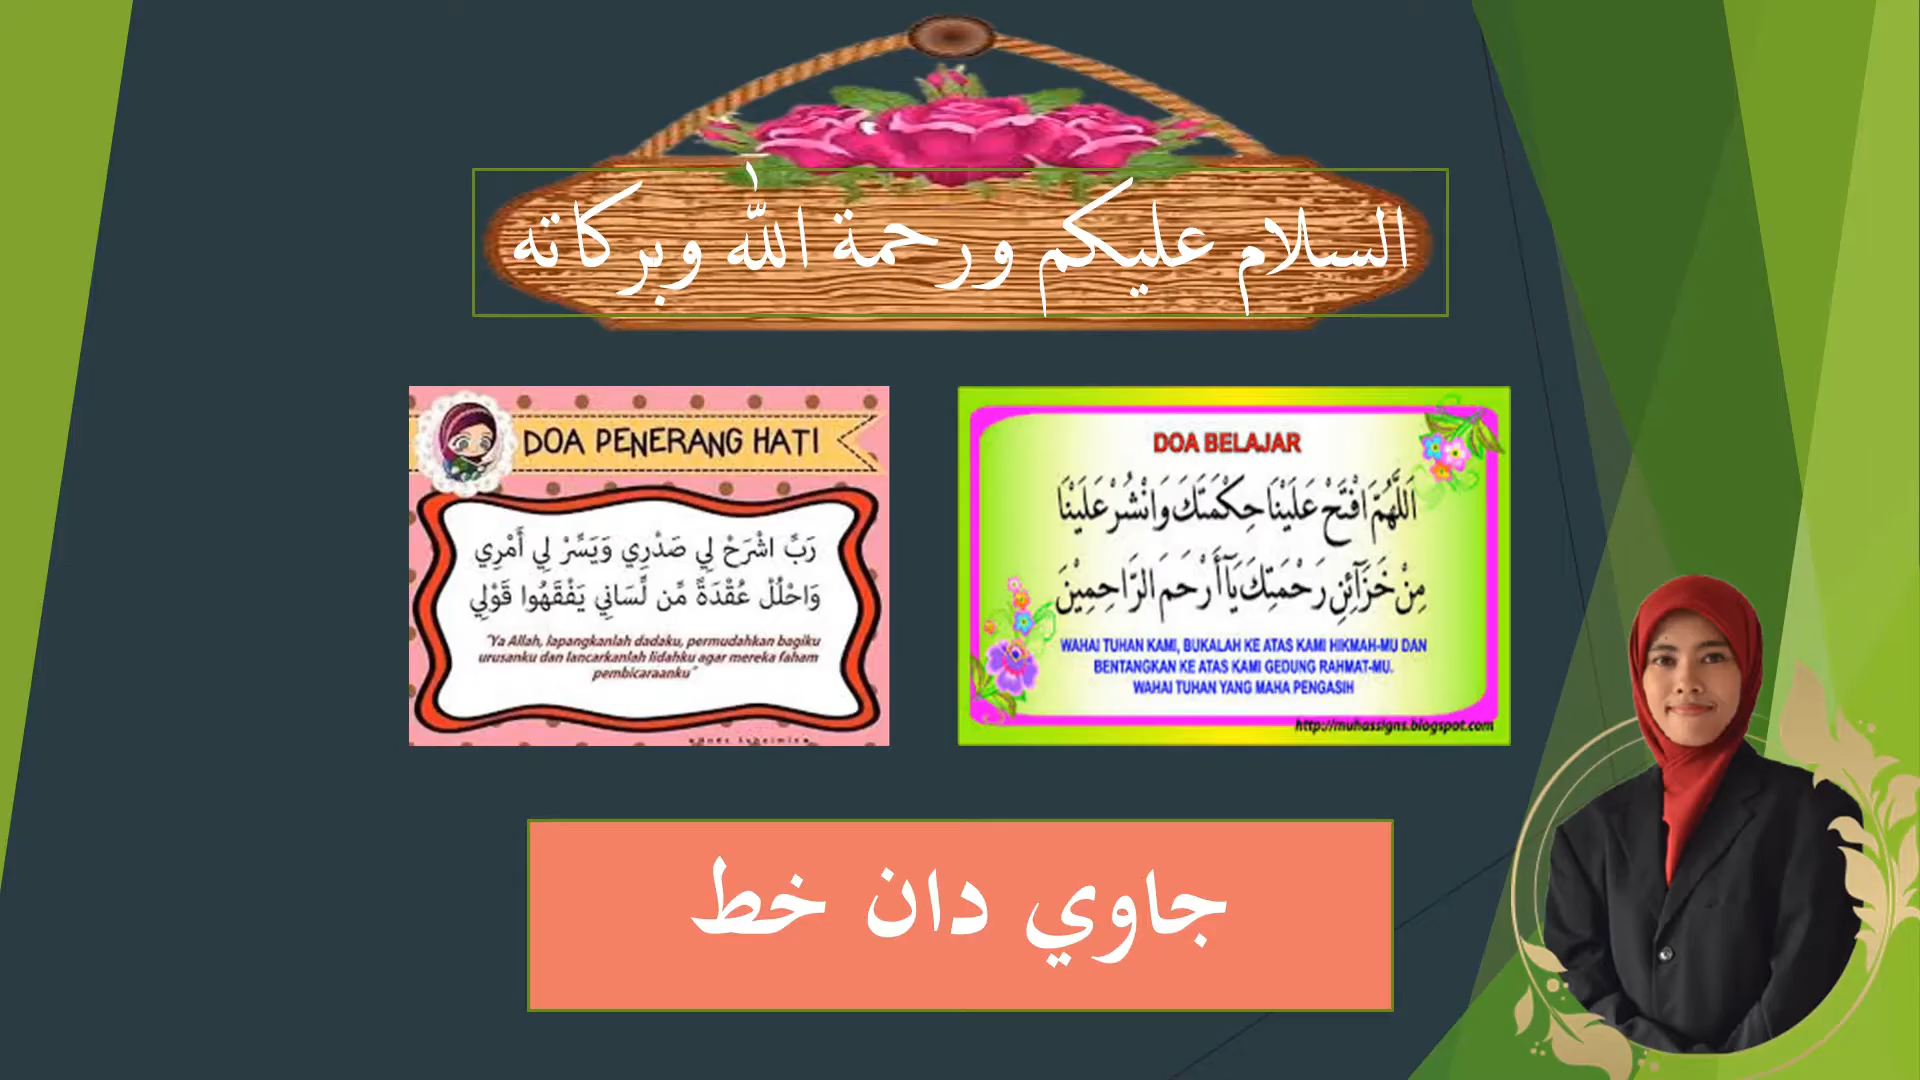 السلام عليكم ورحمة اللّٰه وبركاته
DOA PENERANG HATI
رَبِّ اشْرَحْ لِي صَدْرِي وَيَسِّرْ لِي أَمْرِي
وَاحْلُلْ عُقْدَةً مِّن لِّسَانِي يَفْقَهُوا قَوْلِي
"Ya Allah, lapangkanlah dadaku, permudahkan bagiku
urusanku dan lancarkanlah lidahku agar mereka faham
pembicaraanku"
DOA BELAJAR
اَللَّهُمَّ افْتَحْ عَلَيْنَا حِكْمَتَكَ وَانْشُرْ عَلَيْنَا
مِنْ خَزَآئِنِ رَحْمَتِكَ يَآ أَرْحَمَ الرَّاحِمِيْنَ
WAHAI TUHAN KAMI, BUKALAH KE ATAS KAMI HIKMAH-MU DAN
BENTANGKAN KE ATAS KAMI GEDUNG RAHMAT-MU.
WAHAI TUHAN YANG MAHA PENGASIH
http://muhassigns.blogspot.com
جاوي دان خط